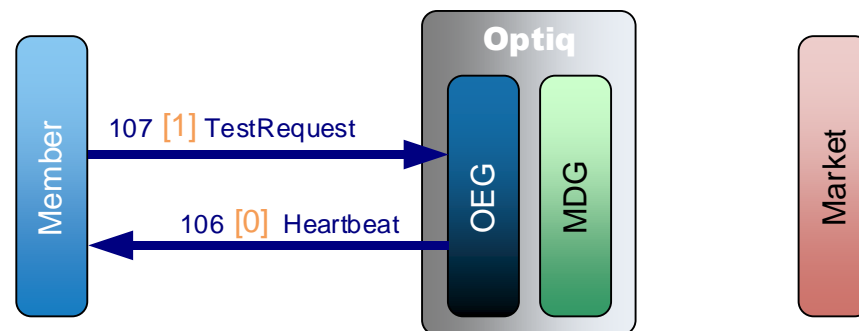 Optiq
Member
107 [1] TestRequest
106 [0] Heartbeat
OEG
MDG
Market